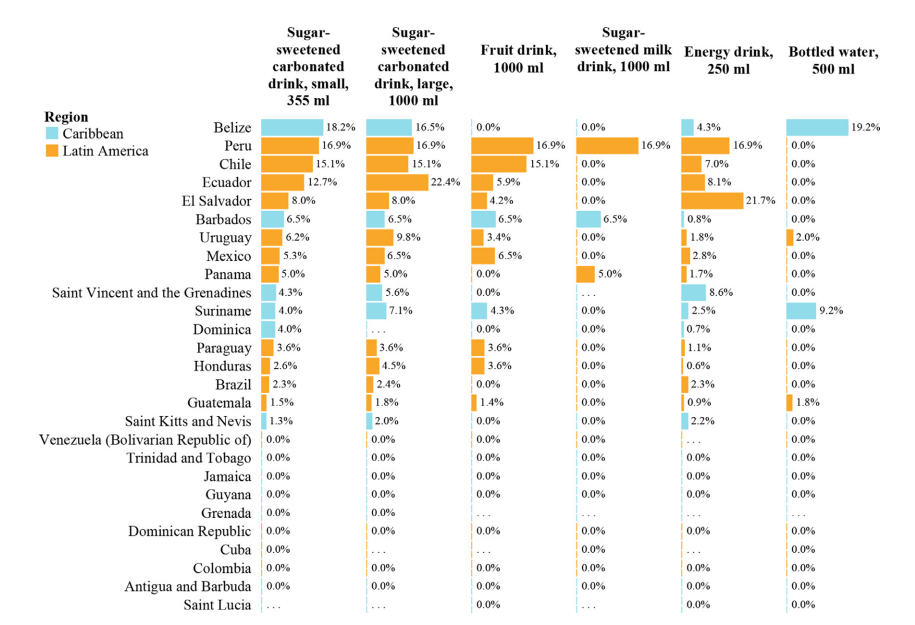 Sugar-
sweetened
carbonated
drink, small,
355 ml
Sugar-
sweetened
carbonated
drink, large,
1000 ml
Fruit drink,
1000 ml
Sugar-
sweetened milk
drink, 1000 ml
Energy drink,
250 ml
Bottled water,
500 ml
Region
Caribbean
Latin America
Belize 18.2% 16.5% 0.0% 0.0% 4.3% 19.2%
Peru 16.9% 16.9% 16.9% 16.9% 16.9% 0.0%
Chile 15.1% 15.1% 15.1% 0.0% 7.0% 0.0%
Ecuador 12.7% 22.4% 5.9% 0.0% 8.1% 0.0%
El Salvador 8.0% 8.0% 4.2% 0.0% 21.7% 0.0%
Barbados 6.5% 6.5% 6.5% 6.5% 0.8% 0.0%
Uruguay 6.2% 9.8% 3.4% 0.0% 1.8% 2.0%
Mexico 5.3% 6.5% 6.5% 0.0% 2.8% 0.0%
Panama 5.0% 5.0% 0.0% 5.0% 1.7% 0.0%
Saint Vincent and the Grenadines 4.3% 5.6% 0.0% ... 8.6% 0.0%
Suriname 4.0% 7.1% 4.3% 0.0% 2.5% 9.2%
Dominica 4.0% ... 0.0% 0.0% 0.7% 0.0%
Paraguay 3.6% 3.6% 3.6% 0.0% 1.1% 0.0%
Honduras 2.6% 4.5% 3.6% 0.0% 0.6% 0.0%
Brazil 2.3% 2.4% 0.0% 0.0% 2.3% 0.0%
Guatemala 1.5% 1.8% 1.4% 0.0% 0.9% 1.8%
Saint Kitts and Nevis 1.3% 2.0% 0.0% 0.0% 2.2% 0.0%
Venezuela (Bolivarian Republic of) 0.0% 0.0% 0.0% 0.0% ... 0.0%
Trinidad and Tobago 0.0% 0.0% 0.0% 0.0% 0.0% 0.0%
Jamaica 0.0% 0.0% 0.0% 0.0% 0.0% 0.0%
Guyana 0.0% 0.0% 0.0% 0.0% 0.0% 0.0%
Grenada 0.0% 0.0% ... ... ... ...
Dominican Republic 0.0% 0.0% 0.0% 0.0% 0.0% 0.0%
Cuba 0.0% ... ... 0.0% ... 0.0%
Colombia 0.0% 0.0% 0.0% 0.0% 0.0% 0.0%
Antigua and Barbuda 0.0% 0.0% 0.0% 0.0% 0.0% 0.0%
Saint Lucia ... ... 0.0% ... 0.0% 0.0%